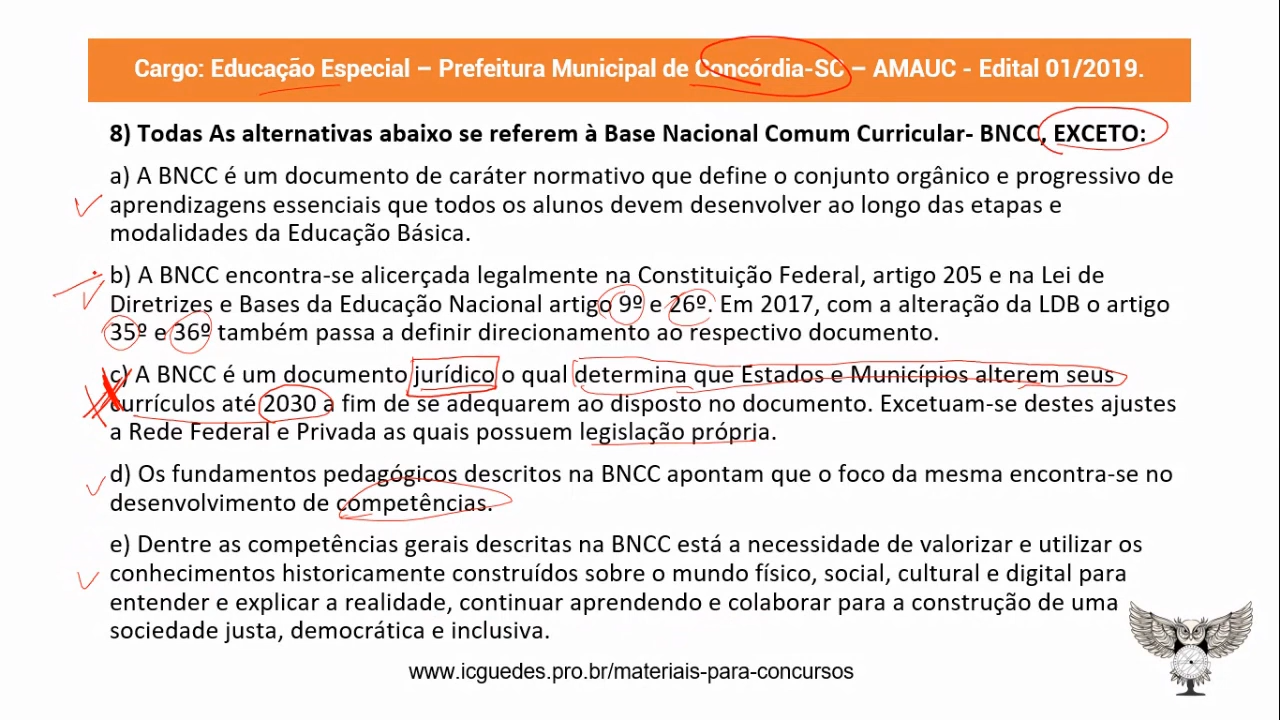 Cargo: Educação Especial – Prefeitura Municipal de Concórdia-SC – AMAUC - Edital 01/2019.
8) Todas As alternativas abaixo se referem à Base Nacional Comum Curricular- BNCC, EXCETO:
a) A BNCC é um documento de caráter normativo que define o conjunto orgânico e progressivo de
aprendizagens essenciais que todos os alunos devem desenvolver ao longo das etapas e
modalidades da Educação Básica.
b) A BNCC encontra-se alicerçada legalmente na Constituição Federal, artigo 205 e na Lei de
Diretrizes e Bases da Educação Nacional artigo 9º e 26º. Em 2017, com a alteração da LDB o artigo
35º e 36º também passa a definir direcionamento ao respectivo documento.
c) A BNCC é um documento jurídico o qual determina que Estados e Municípios alterem seus
currículos até 2030 a fim de se adequarem ao disposto no documento. Excetuam-se destes ajustes
a Rede Federal e Privada as quais possuem legislação própria.
d) Os fundamentos pedagógicos descritos na BNCC apontam que o foco da mesma encontra-se no
desenvolvimento de competências.
e) Dentre as competências gerais descritas na BNCC está a necessidade de valorizar e utilizar os
conhecimentos historicamente construídos sobre o mundo físico, social, cultural e digital para
entender e explicar a realidade, continuar aprendendo e colaborar para a construção de uma
sociedade justa, democrática e inclusiva.
www.icguedes.pro.br/materiais-para-concursos